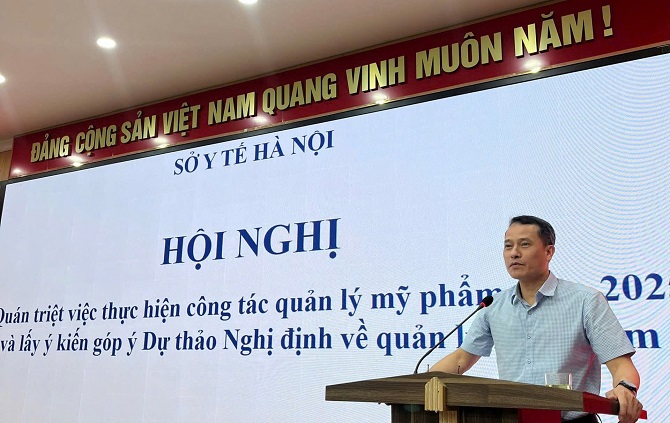 ĐẢNG CỘNG SẢN VIỆT NAM QUANG VINH MUÔN NĂM !
SỞ Y TẾ HÀ NỘI
HỘI NGHỊ
Quán triệt việc thực hiện công tác quản lý mỹ phẩm 202
và lấy ý kiến góp ý Dự thảo Nghị định về quản